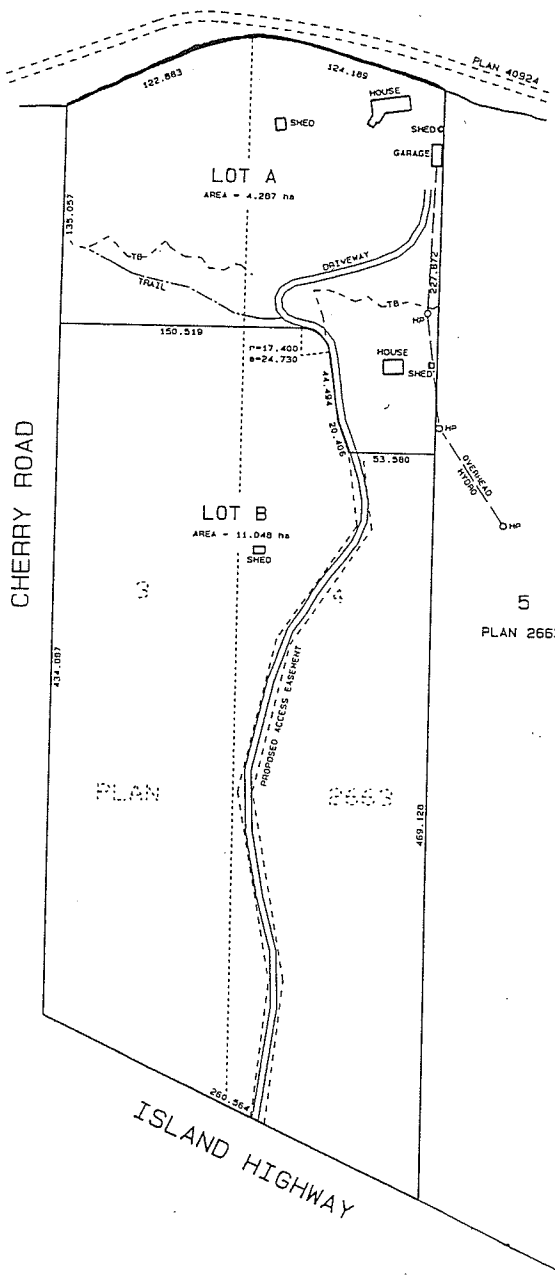 PLAN 40924
122.883
124.189
HOUSE
SHED
SHED
GARAGE
LOT A
AREA = 4.287 ha
135.057
TB
TRAIL
DRIVEWAY
227.872
TB
HP
150.519
r=17.400
a=24.730
HOUSE
SHED
44.494
20.406
HP
53.580
OVERHEAD
HYDRO
HP
CHERRY ROAD
LOT B
AREA = 11.048 ha
SHED
3
4
5
PLAN 2663
434.087
PROPOSED ACCESS EASEMENT
PLAN
2663
469.128
260.564
ISLAND HIGHWAY